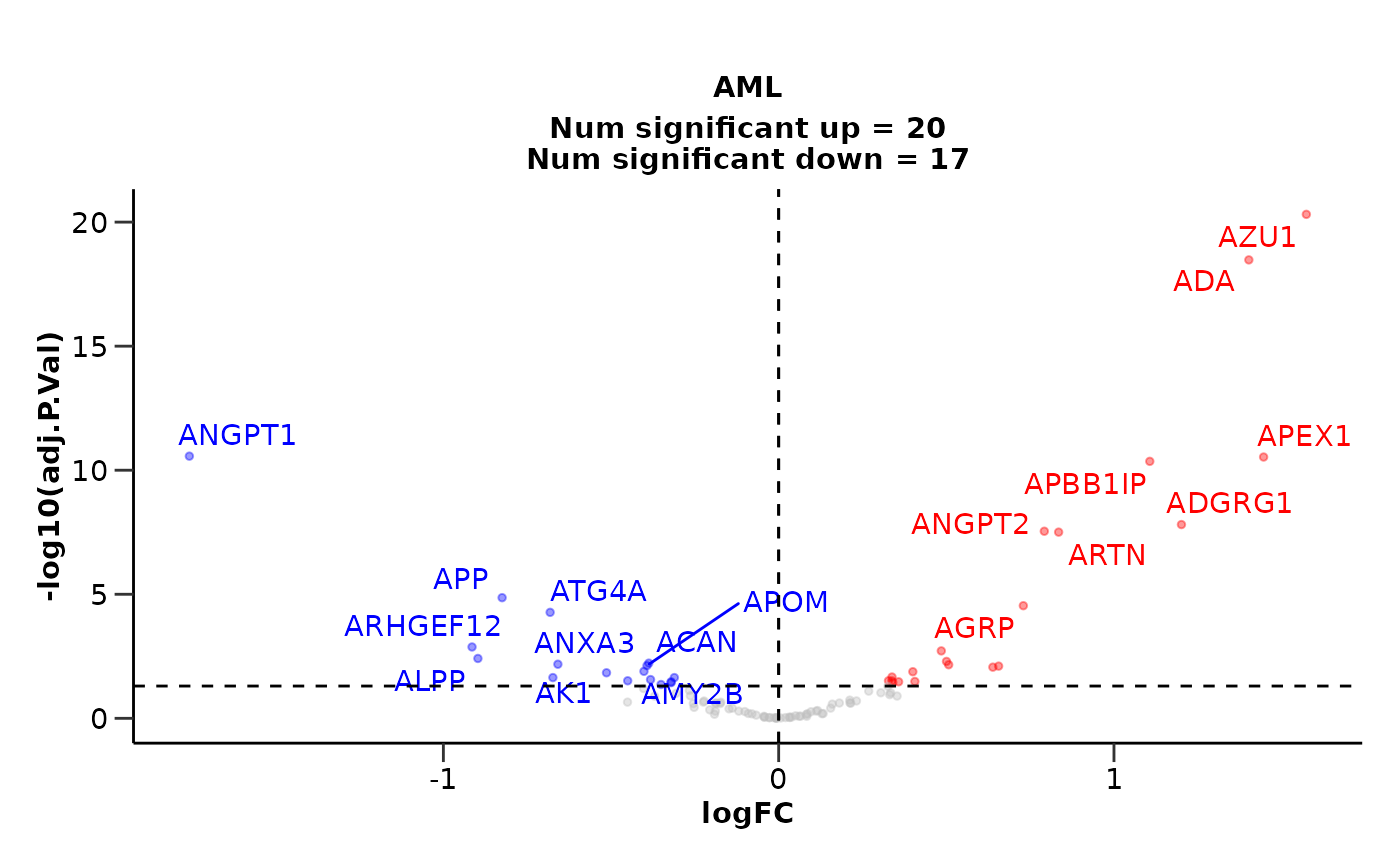 AML
Num significant up = 20
Num significant down = 17
20
15
10
5
0
-log10(adj.P.Val)
AZU1
ADA
ANGPT1
APEX1
APBB1IP
ADGRG1
ANGPT2
ARTN
APP
ATG4A
APOM
ARHGEF12
AGRP
ANXA3
ACAN
ALPP
AK1
AMY2B
-1
0
1
logFC